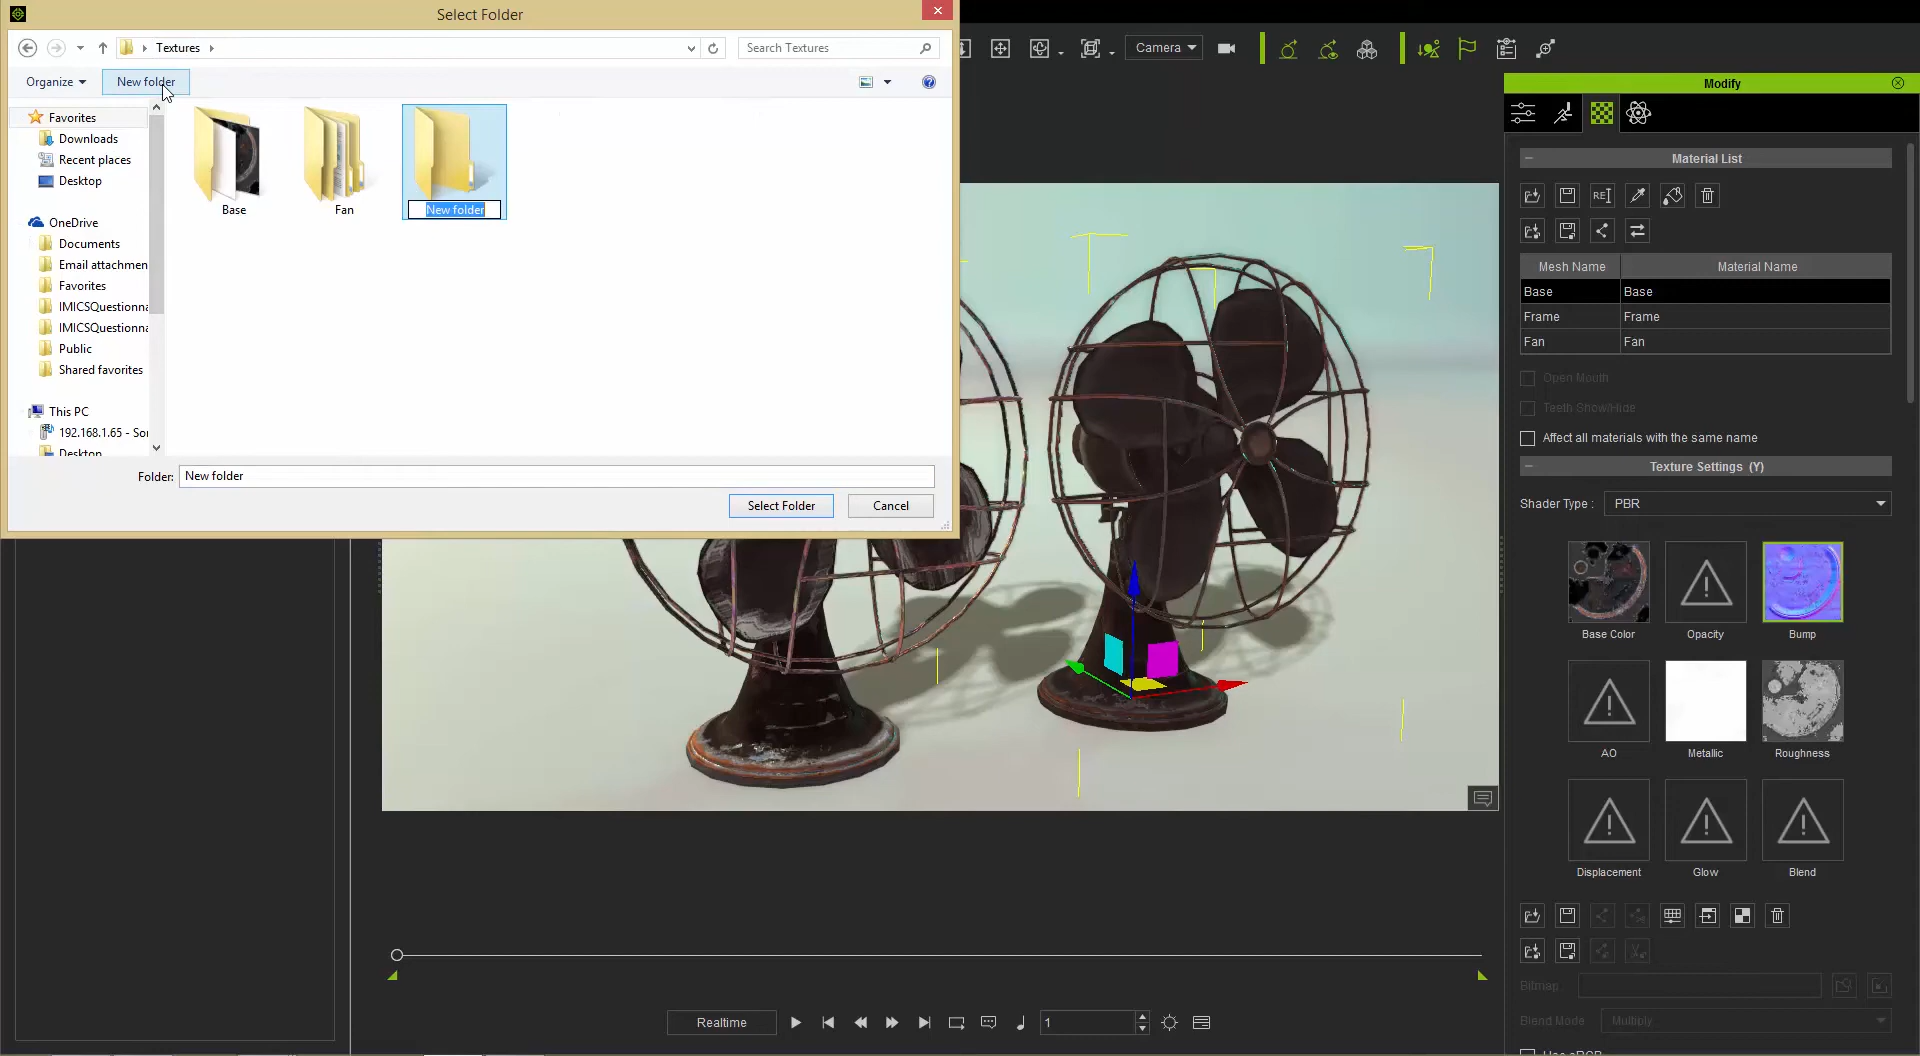 Select Folder
Textures
Search Textures
Organize
New folder
Favorites
Downloads
Recent places
Desktop
OneDrive
Documents
Email attachmen
Favorites
IMICSQuestionna
IMICSQuestionna
Public
Shared favorites
This PC
192.168.1.65 - So
Desktop
Base
Fan
New folder
Folder:
New folder
Select Folder
Cancel
Camera
Modify
Material List
RE
Mesh Name
Material Name
Base
Base
Frame
Frame
Fan
Fan
Open Mouth
Teeth Show/Hide
Affect all materials with the same name
Texture Settings (Y)
Shader Type :
PBR
Base Color
Opacity
Bump
AO
Metallic
Roughness
Displacement
Glow
Blend
Bitmap
Blend Mode
Multiply
Realtime
1